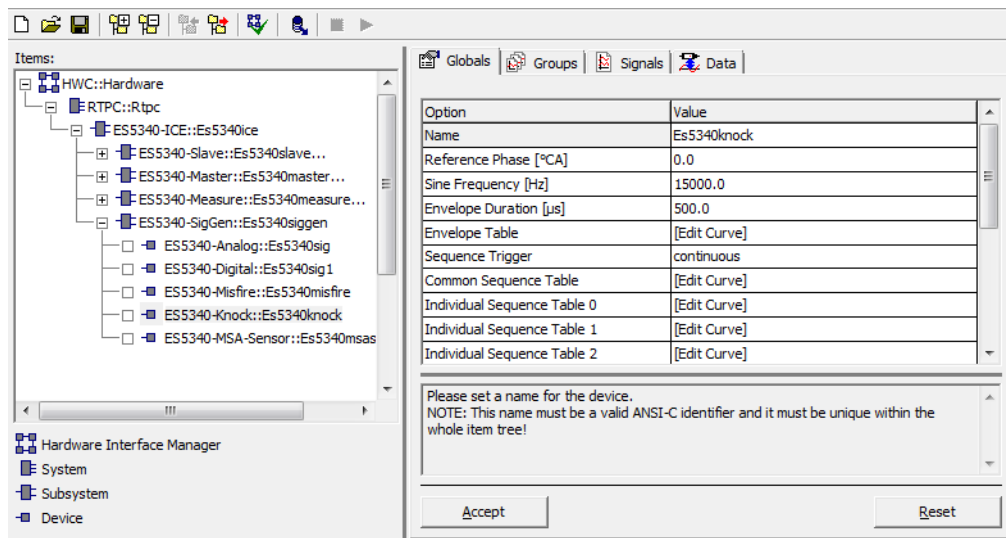 Items:
HWC::Hardware
RTPC::Rtpc
ES5340-ICE::Es5340ice
ES5340-Slave::Es5340slave...
ES5340-Master::Es5340master...
ES5340-Measure::Es5340measure...
ES5340-SigGen::Es5340siggen
ES5340-Analog::Es5340sig
ES5340-Digital::Es5340sig1
ES5340-Misfire::Es5340misfire
ES5340-Knock::Es5340knock
ES5340-MSA-Sensor::Es5340msas
Hardware Interface Manager
System
Subsystem
Device
Globals Groups Signals Data
Option Value
Name Es5340knock
Reference Phase [°CA] 0.0
Sine Frequency [Hz] 15000.0
Envelope Duration [µs] 500.0
Envelope Table [Edit Curve]
Sequence Trigger continuous
Common Sequence Table [Edit Curve]
Individual Sequence Table 0 [Edit Curve]
Individual Sequence Table 1 [Edit Curve]
Individual Sequence Table 2 [Edit Curve]
Please set a name for the device.
NOTE: This name must be a valid ANSI-C identifier and it must be unique within the
whole item tree!
Accept Reset